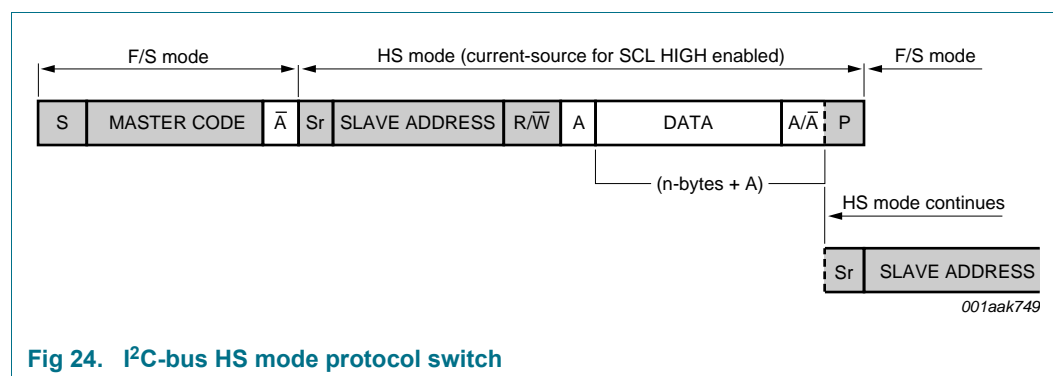 F/S mode HS mode (current-source for SCL HIGH enabled) F/S mode
S MASTER CODE A̅ Sr SLAVE ADDRESS R/W̅ A DATA A/A̅ P
(n-bytes + A)
HS mode continues
Sr SLAVE ADDRESS
001aak749
Fig 24. I²C-bus HS mode protocol switch